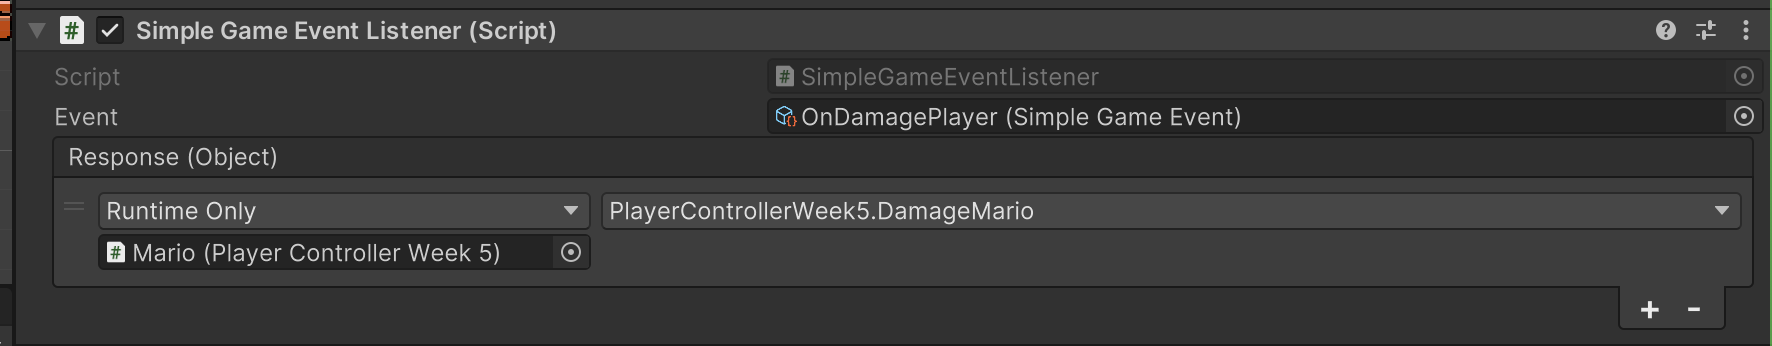 Simple Game Event Listener (Script)
Script
SimpleGameEventListener
Event
OnDamagePlayer (Simple Game Event)
Response (Object)
Runtime Only
PlayerControllerWeek5.DamageMario
Mario (Player Controller Week 5)